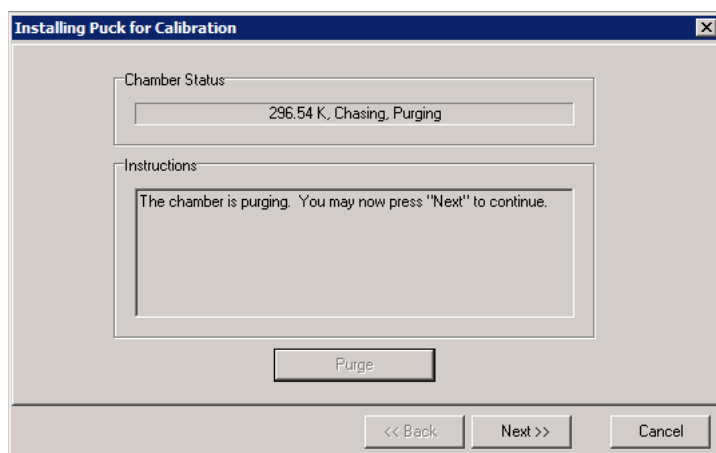 Installing Puck for Calibration
Chamber Status
296.54 K, Chasing, Purging
Instructions
The chamber is purging.  You may now press "Next" to continue.
Purge
<< Back
Next >>
Cancel